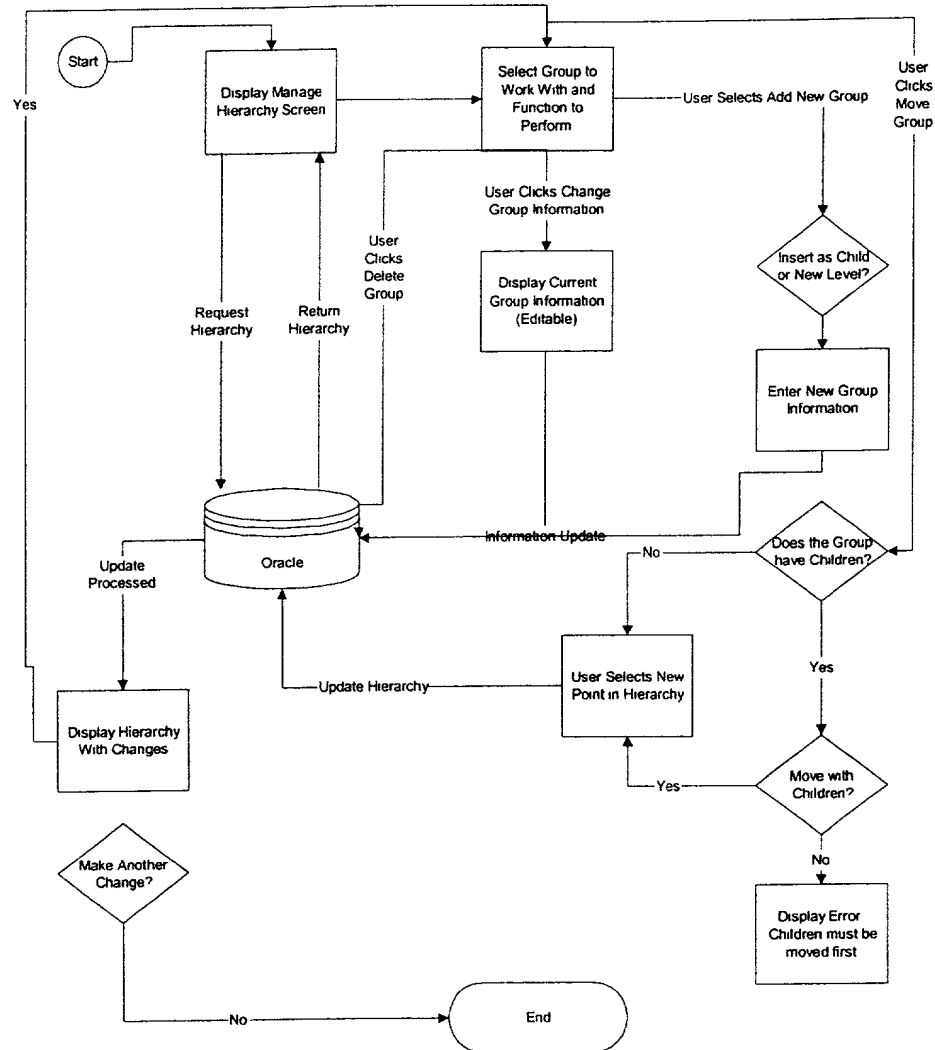 Start
Yes
Display Manage
Hierarchy Screen
Select Group to
Work With and
Function to
Perform
User Selects Add New Group
User
Clicks
Move
Group
User Clicks Change
Group Information
User
Clicks
Delete
Group
Insert as Child
or New Level?
Display Current
Group Information
(Editable)
Request
Hierarchy
Return
Hierarchy
Enter New Group
Information
Oracle
Information Update
Does the Group
have Children?
No
Update
Processed
Yes
Update Hierarchy
User Selects New
Point in Hierarchy
Display Hierarchy
With Changes
Move with
Children?
Yes
No
Make Another
Change?
Display Error
Children must be
moved first
No
End